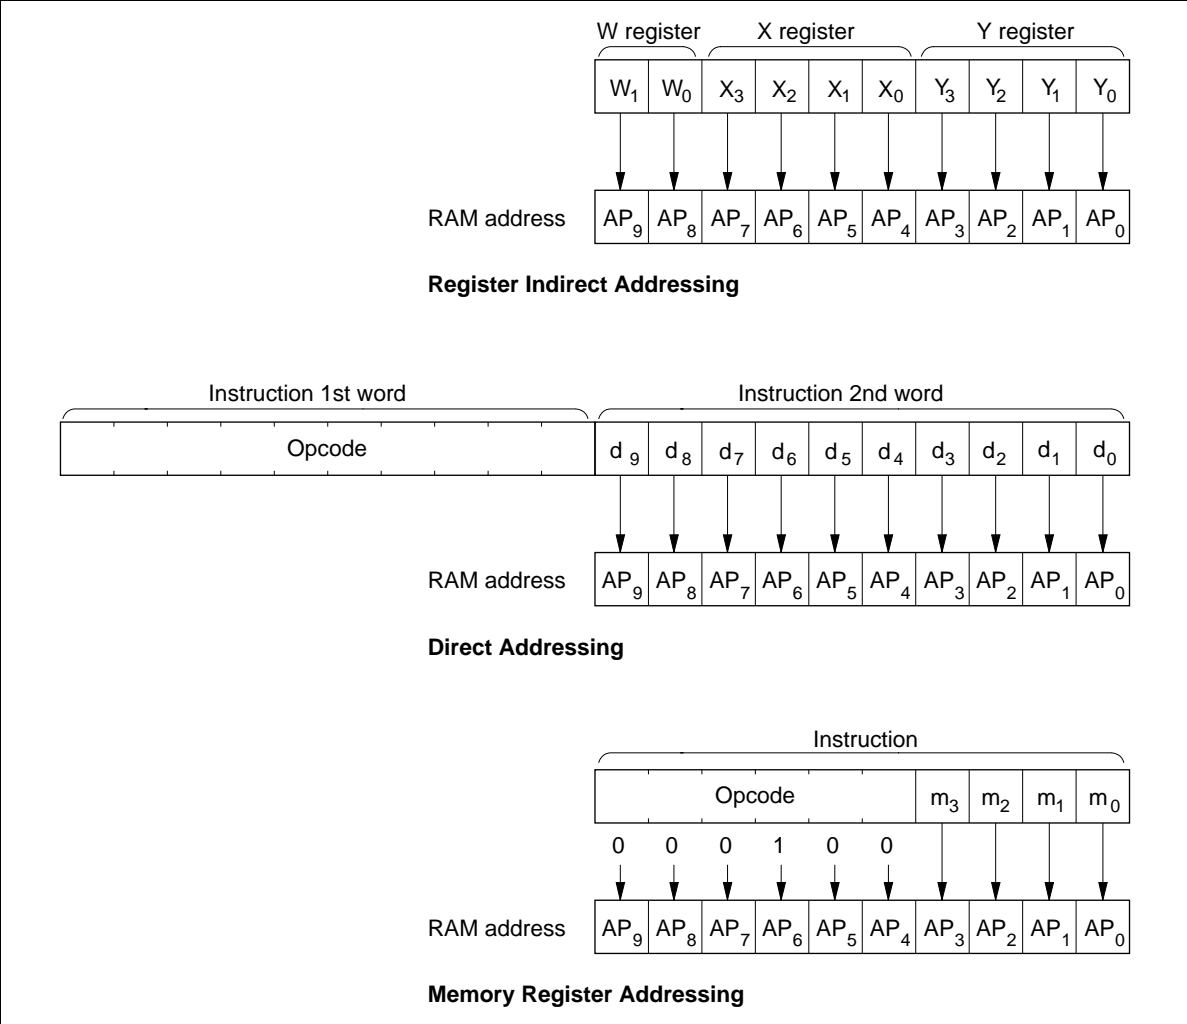 W register X register Y register
W1 W0 X3 X2 X1 X0 Y3 Y2 Y1 Y0
RAM address AP9 AP8 AP7 AP6 AP5 AP4 AP3 AP2 AP1 AP0
Register Indirect Addressing
Instruction 1st word Instruction 2nd word
Opcode d9 d8 d7 d6 d5 d4 d3 d2 d1 d0
RAM address AP9 AP8 AP7 AP6 AP5 AP4 AP3 AP2 AP1 AP0
Direct Addressing
Instruction
Opcode m3 m2 m1 m0
0 0 0 1 0 0
RAM address AP9 AP8 AP7 AP6 AP5 AP4 AP3 AP2 AP1 AP0
Memory Register Addressing